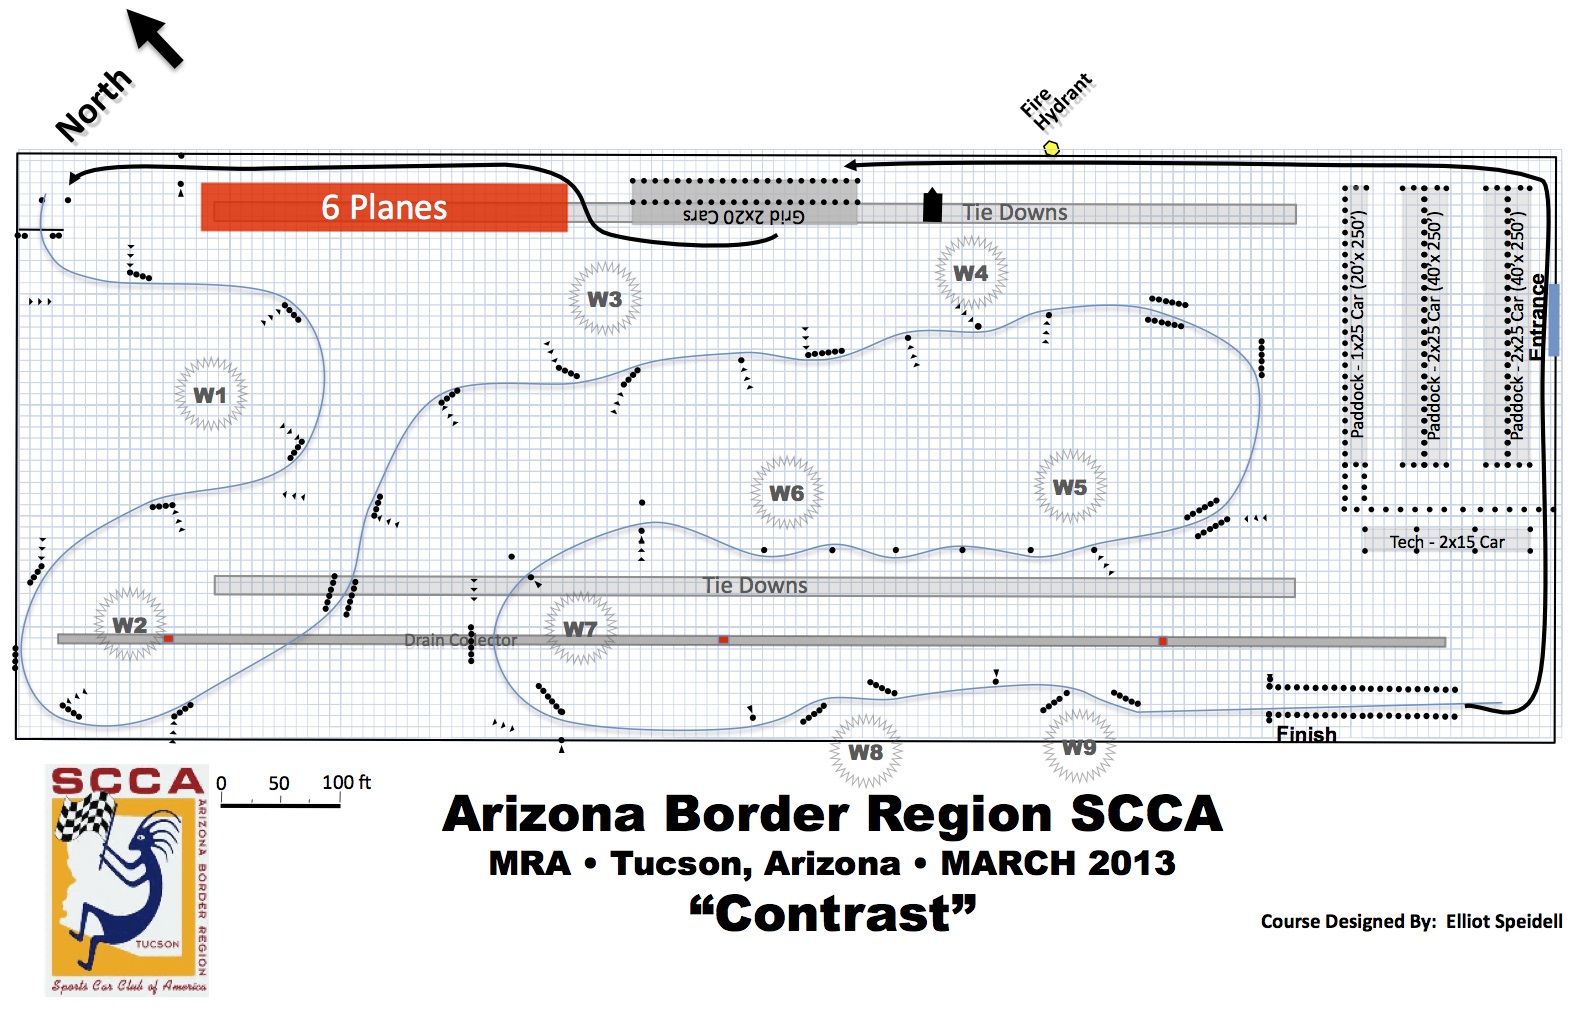 North
Fire
Hydrant
6 Planes
Grid 2x20 Cars
Tie Downs
W4
W3
W1
Paddock - 1x25 Car (20'x 250')
Paddock - 2x25 Car (40'x 250')
Paddock - 2x25 Car (40'x 250')
Entrance
W6
W5
Tech - 2x15 Car
Tie Downs
W2
Drain Collector
W7
Finish
W8
W9
SCCA
ARIZONA BORDER REGION
TUCSON
Sports Car Club of America
0 50 100 ft
Arizona Border Region SCCA
MRA • Tucson, Arizona • MARCH 2013
“Contrast”
Course Designed By: Elliot Speidell